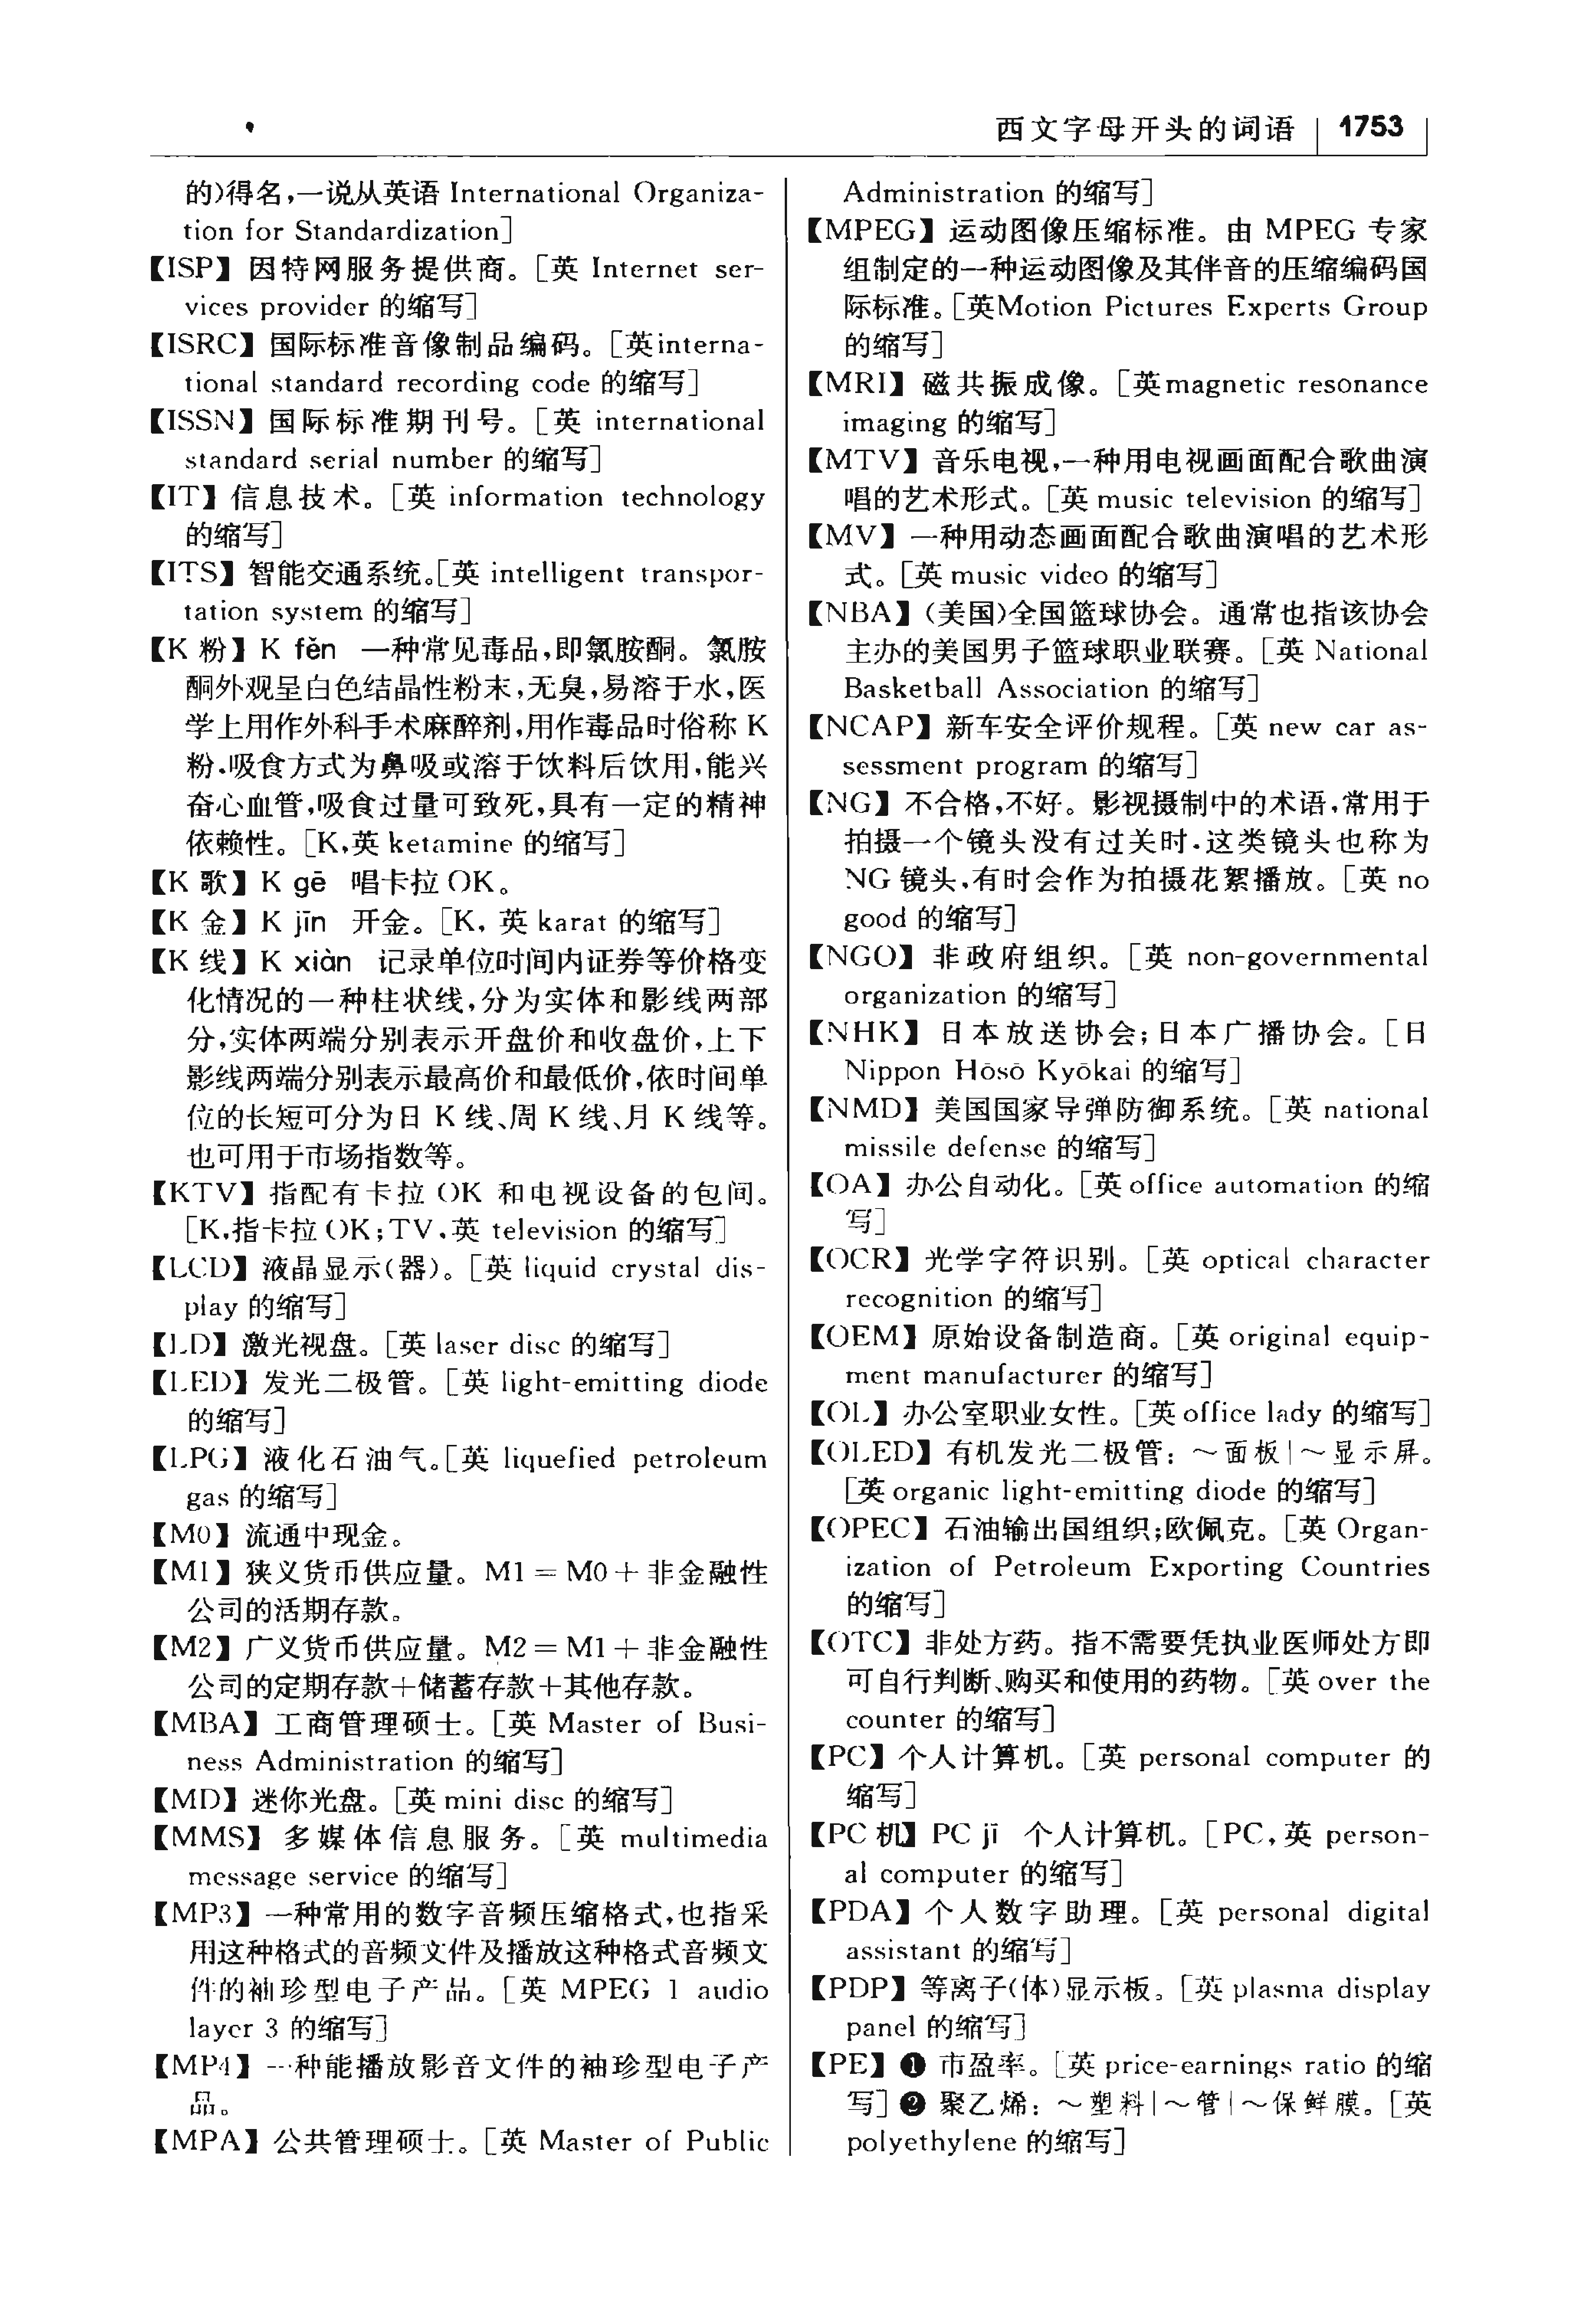 西文字母开头的词语 1753
的)得名,一说从英语 International Organiza-
tion for Standardization]
【ISP】 因特网服务提供商。[英 Internet ser-
vices provider 的缩写]
【ISRC】 国际标准音像制品编码。[英interna-
tional standard recording code 的缩写]
【ISSN】 国际标准期刊号。[英 international
standard serial number 的缩写]
【IT】 信息技术。[英 information technology
的缩写]
【ITS】 智能交通系统。[英 intelligent transpor-
tation system 的缩写]
【K 粉】 K fěn 一种常见毒品,即氯胺酮。氯胺
酮外观呈白色结晶性粉末,无臭,易溶于水,医
学上用作外科手术麻醉剂,用作毒品时俗称 K
粉.吸食方式为鼻吸或溶于饮料后饮用,能兴
奋心血管,吸食过量可致死,具有一定的精神
依赖性。[K,英 ketamine 的缩写]
【K 歌】 K gē 唱卡拉 OK。
【K 金】 K jīn 开金。[K, 英 karat 的缩写]
【K 线】 K xiàn 记录单位时间内证券等价格变
化情况的一种柱状线,分为实体和影线两部
分,实体两端分别表示开盘价和收盘价,上下
影线两端分别表示最高价和最低价,依时间单
位的长短可分为日 K 线、周 K 线、月 K 线等。
也可用于市场指数等。
【KTV】 指配有卡拉 OK 和电视设备的包间。
[K,指卡拉 OK;TV,英 television 的缩写]
【LCD】 液晶显示(器)。[英 liquid crystal dis-
play 的缩写]
【LD】 激光视盘。[英 laser disc 的缩写]
【LED】 发光二极管。[英 light-emitting diode
的缩写]
【LPG】 液化石油气。[英 liquefied petroleum
gas 的缩写]
【M0】 流通中现金。
【M1】 狭义货币供应量。M1 = M0 + 非金融性
公司的活期存款。
【M2】 广义货币供应量。M2 = M1 + 非金融性
公司的定期存款+储蓄存款+其他存款。
【MBA】 工商管理硕士。[英 Master of Busi-
ness Administration 的缩写]
【MD】 迷你光盘。[英 mini disc 的缩写]
【MMS】 多媒体信息服务。[英 multimedia
message service 的缩写]
【MP3】 一种常用的数字音频压缩格式,也指采
用这种格式的音频文件及播放这种格式音频文
件的袖珍型电子产品。[英 MPEG 1 audio
layer 3 的缩写]
【MP4】 一种能播放影音文件的袖珍型电子产
品。
【MPA】 公共管理硕士。[英 Master of Public
Administration 的缩写]
【MPEG】 运动图像压缩标准。由 MPEG 专家
组制定的一种运动图像及其伴音的压缩编码国
际标准。[英Motion Pictures Experts Group
的缩写]
【MRI】 磁共振成像。[英magnetic resonance
imaging 的缩写]
【MTV】 音乐电视,一种用电视画面配合歌曲演
唱的艺术形式。[英 music television 的缩写]
【MV】 一种用动态画面配合歌曲演唱的艺术形
式。[英 music video 的缩写]
【NBA】 (美国)全国篮球协会。通常也指该协会
主办的美国男子篮球职业联赛。[英 National
Basketball Association 的缩写]
【NCAP】 新车安全评价规程。[英 new car as-
sessment program 的缩写]
【NG】 不合格,不好。影视摄制中的术语,常用于
拍摄一个镜头没有过关时.这类镜头也称为
NG 镜头,有时会作为拍摄花絮播放。[英 no
good 的缩写]
【NGO】 非政府组织。[英 non-governmental
organization 的缩写]
【NHK】 日本放送协会;日本广播协会。[日
Nippon Hōsō Kyōkai 的缩写]
【NMD】 美国国家导弹防御系统。[英 national
missile defense 的缩写]
【OA】 办公自动化。[英 office automation 的缩
写]
【OCR】 光学字符识别。[英 optical character
recognition 的缩写]
【OEM】 原始设备制造商。[英 original equip-
ment manufacturer 的缩写]
【OL】 办公室职业女性。[英 office lady 的缩写]
【OLED】 有机发光二极管: ～面板|～显示屏。
[英 organic light-emitting diode 的缩写]
【OPEC】 石油输出国组织;欧佩克。[英 Organ-
ization of Petroleum Exporting Countries
的缩写]
【OTC】 非处方药。指不需要凭执业医师处方即
可自行判断、购买和使用的药物。[英 over the
counter 的缩写]
【PC】 个人计算机。[英 personal computer 的
缩写]
【PC 机】 PC jī 个人计算机。[PC,英 person-
al computer 的缩写]
【PDA】 个人数字助理。[英 personal digital
assistant 的缩写]
【PDP】 等离子(体)显示板。[英 plasma display
panel 的缩写]
【PE】 ❶ 市盈率。[英 price-earnings ratio 的缩
写] ❷ 聚乙烯: ～塑料|～管|～保鲜膜。[英
polyethylene 的缩写]